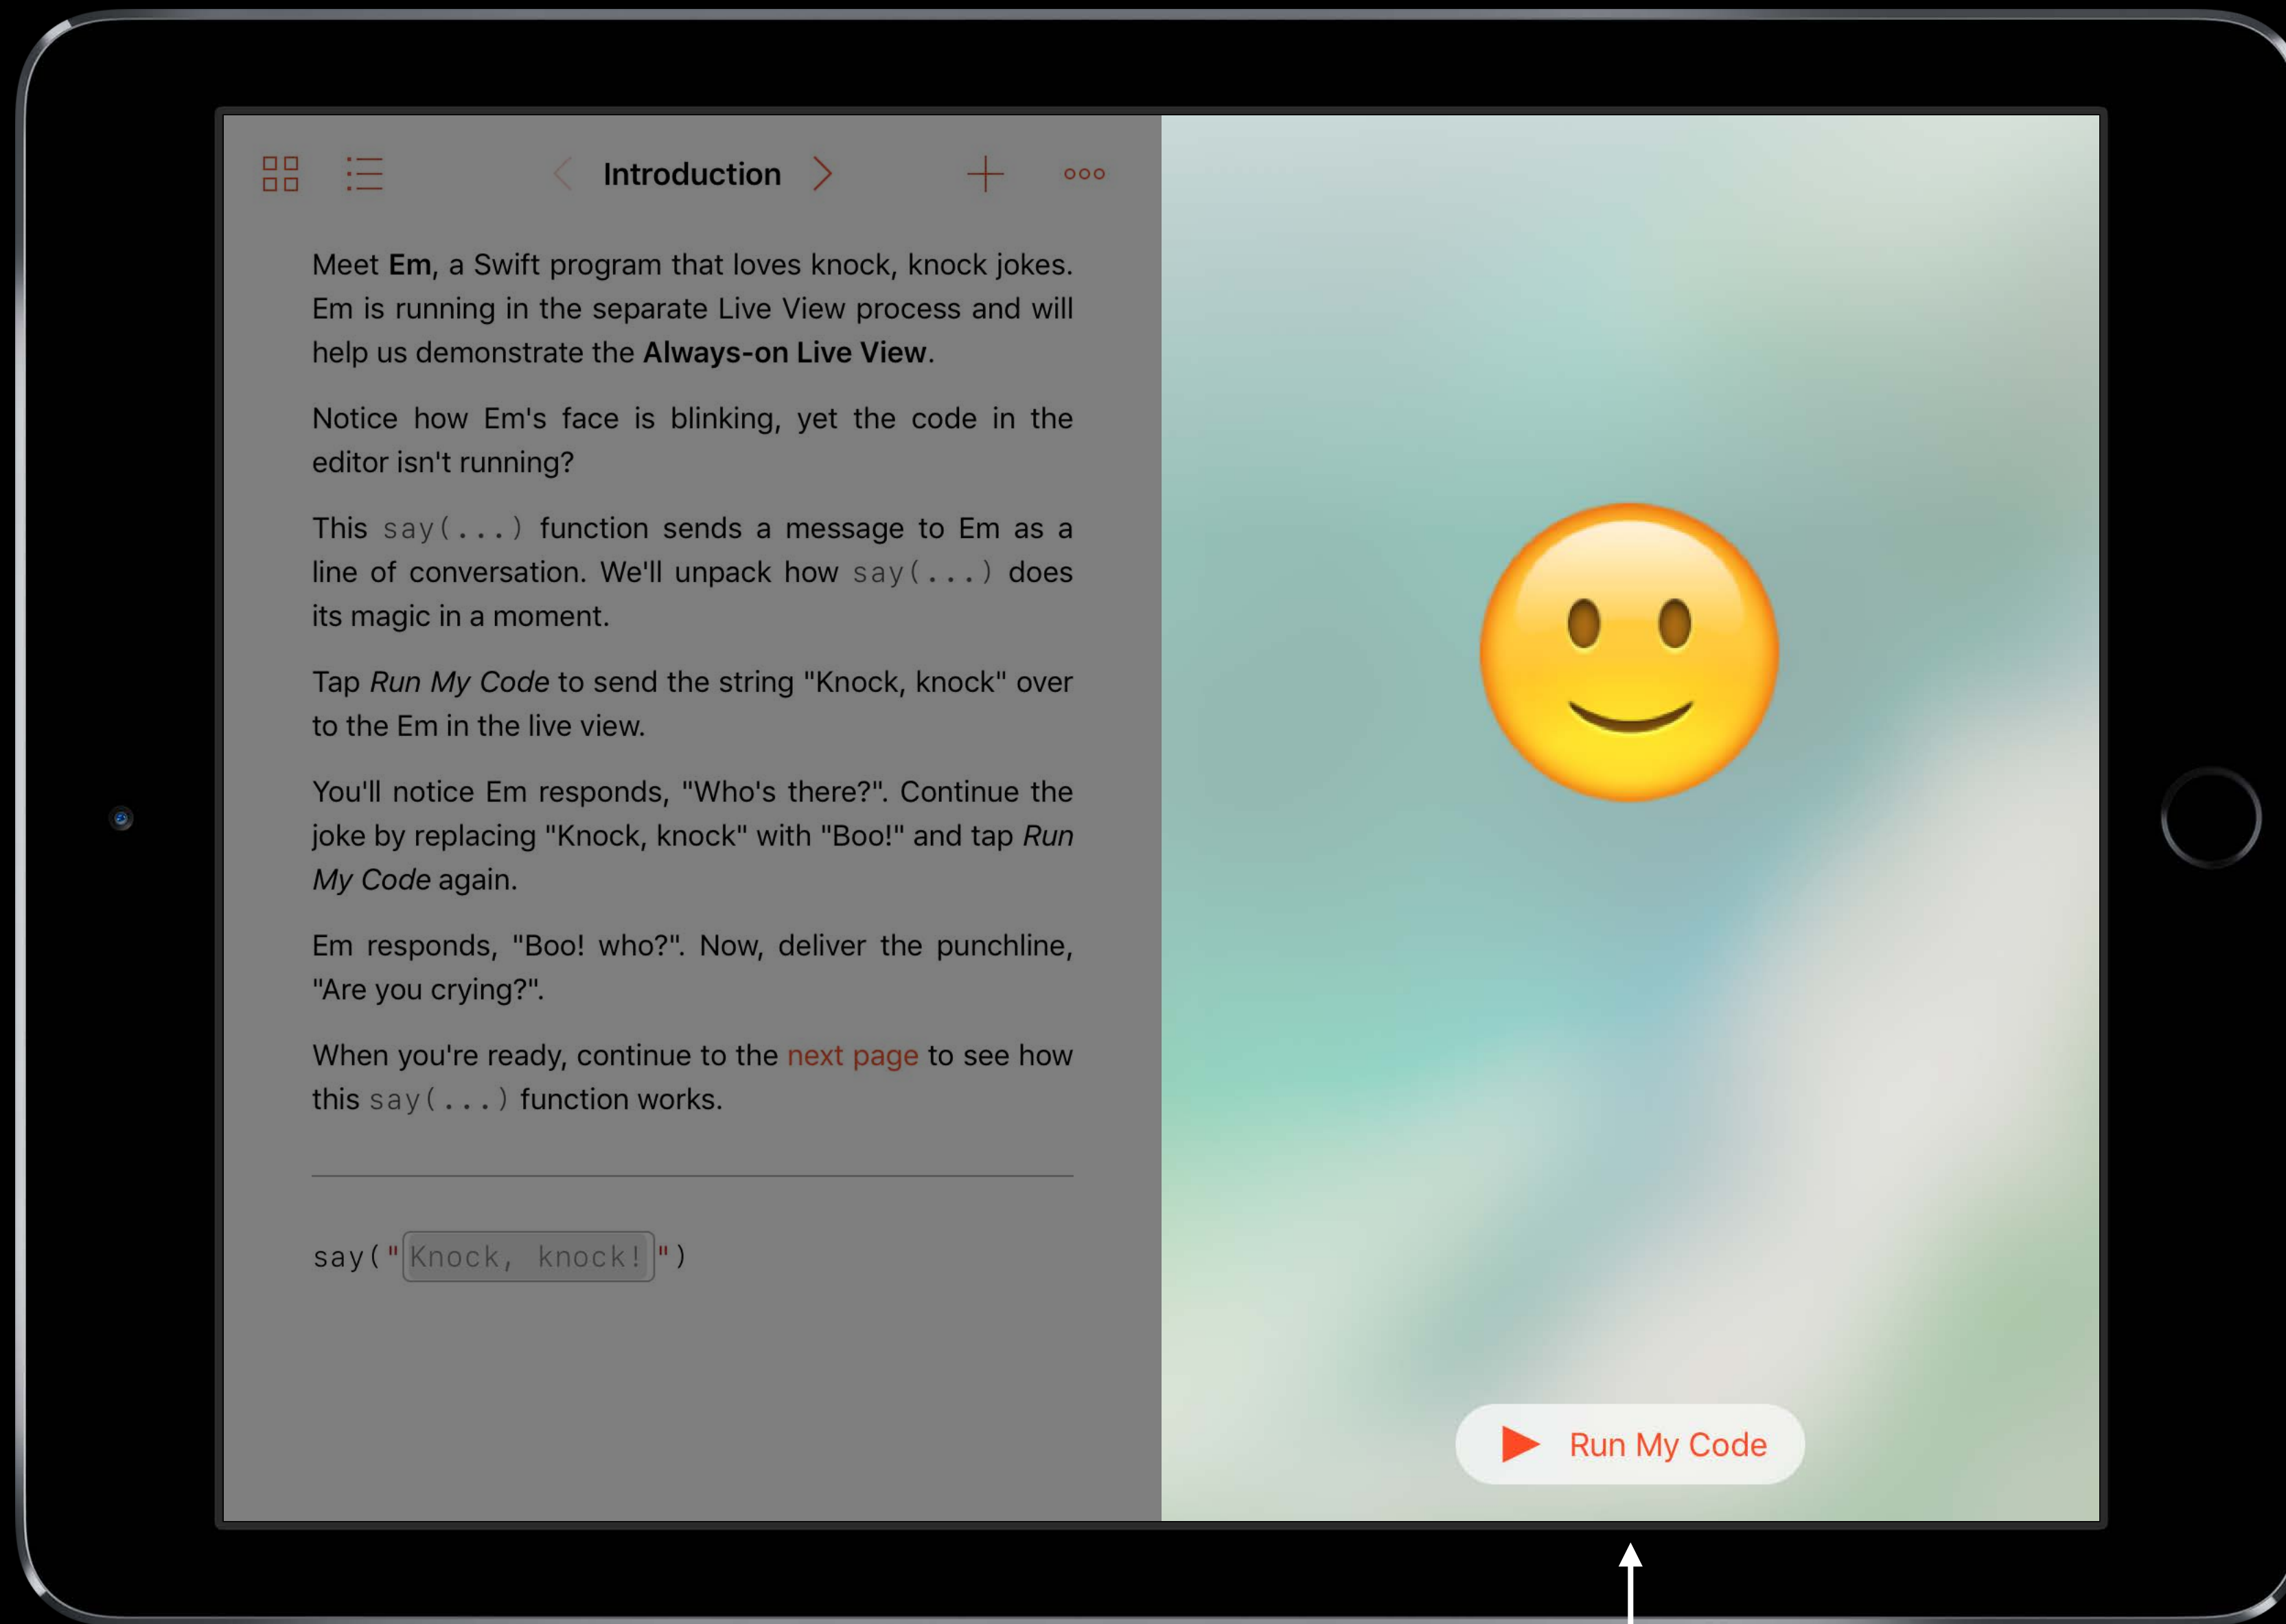 Introduction
Meet Em, a Swift program that loves knock, knock jokes.
Em is running in the separate Live View process and will
help us demonstrate the Always-on Live View.
Notice how Em's face is blinking, yet the code in the
editor isn't running?
This say(...) function sends a message to Em as a
line of conversation. We'll unpack how say(...) does
its magic in a moment.
Tap Run My Code to send the string "Knock, knock" over
to the Em in the live view.
You'll notice Em responds, "Who's there?". Continue the
joke by replacing "Knock, knock" with "Boo!" and tap Run
My Code again.
Em responds, "Boo! who?". Now, deliver the punchline,
"Are you crying?".
When you're ready, continue to the next page to see how
this say(...) function works.
say("Knock, knock!")
Run My Code